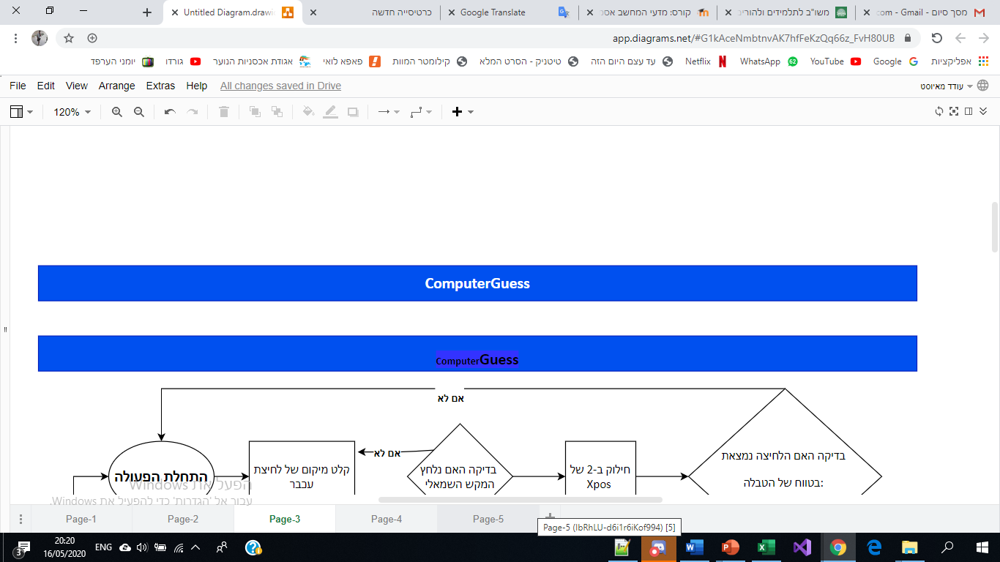 Untitled Diagram.drawi
כרטיסייה חדשה
Google Translate
קורס: מדעי המחשב אסמ
משו"ב לתלמידים ולהורים
מסך סיום - com - Gmail
app.diagrams.net/#G1kAceNmbtnvAK7hfFeKzQq66z_FvH80UB
אפליקציות
Google
YouTube
WhatsApp
Netflix
עד עצם היום הזה
טיטניק - הסרט המלא
קילומטר המוות
פאפא לואי
אגודת אכסניות הנוער
גורדו
יומני הערפד
File Edit View Arrange Extras Help All changes saved in Drive
עודד מאיוסט
120%
ComputerGuess
ComputerGuess
אם לא
התחלת הפעולה
קלט מיקום של לחיצת
עכבר
אם לא
בדיקה האם נלחץ
המקש השמאלי
חילוק ב-2 של
Xpos
בדיקה האם הלחיצה נמצאת
בטווח של הטבלה:
הפעל את Windows
עבור אל 'הגדרות' כדי להפעיל את Windows.
Page-1 Page-2 Page-3 Page-4 Page-5
Page-5 (lbRhLU-d6i1r6iKof994) [5]
3
20:20
16/05/2020
ENG